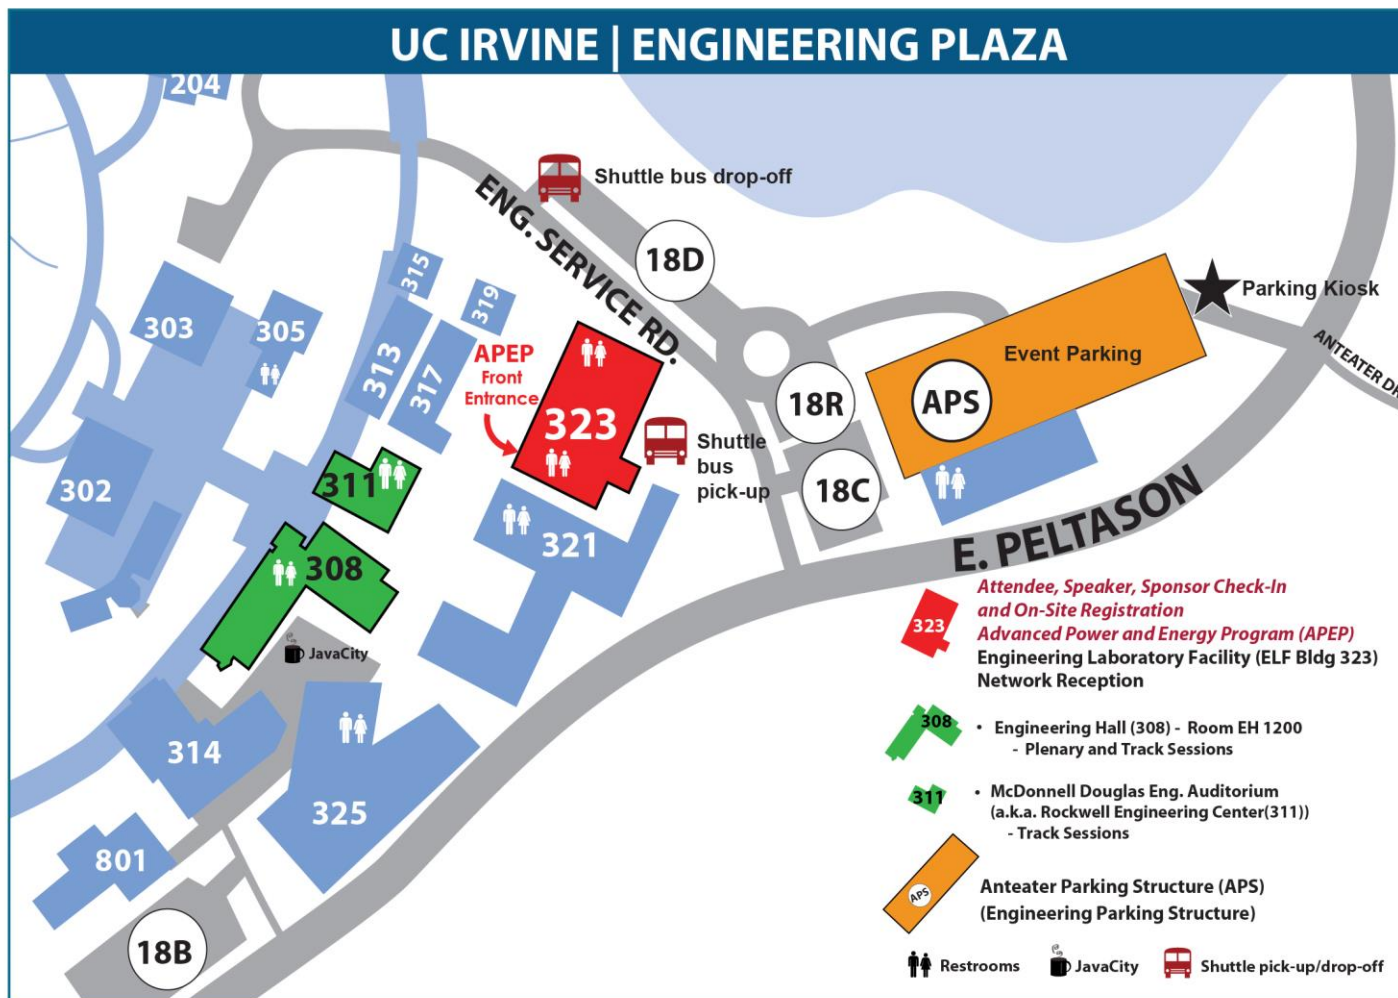 UC IRVINE | ENGINEERING PLAZA
204
Shuttle bus drop-off
ENG. SERVICE RD.
18D
315
319
303
305
313
317
APEP
Front
Entrance
323
Shuttle
bus
pick-up
18R
18C
APS
Event Parking
Parking Kiosk
ANTEATER DR
E. PELTASON
302
311
308
321
JavaCity
314
325
801
18B
323
Attendee, Speaker, Sponsor Check-In
and On-Site Registration
Advanced Power and Energy Program (APEP)
Engineering Laboratory Facility (ELF Bldg 323)
Network Reception
308
• Engineering Hall (308) - Room EH 1200
- Plenary and Track Sessions
311
• McDonnell Douglas Eng. Auditorium
(a.k.a. Rockwell Engineering Center(311))
- Track Sessions
APS
Anteater Parking Structure (APS)
(Engineering Parking Structure)
Restrooms
JavaCity
Shuttle pick-up/drop-off